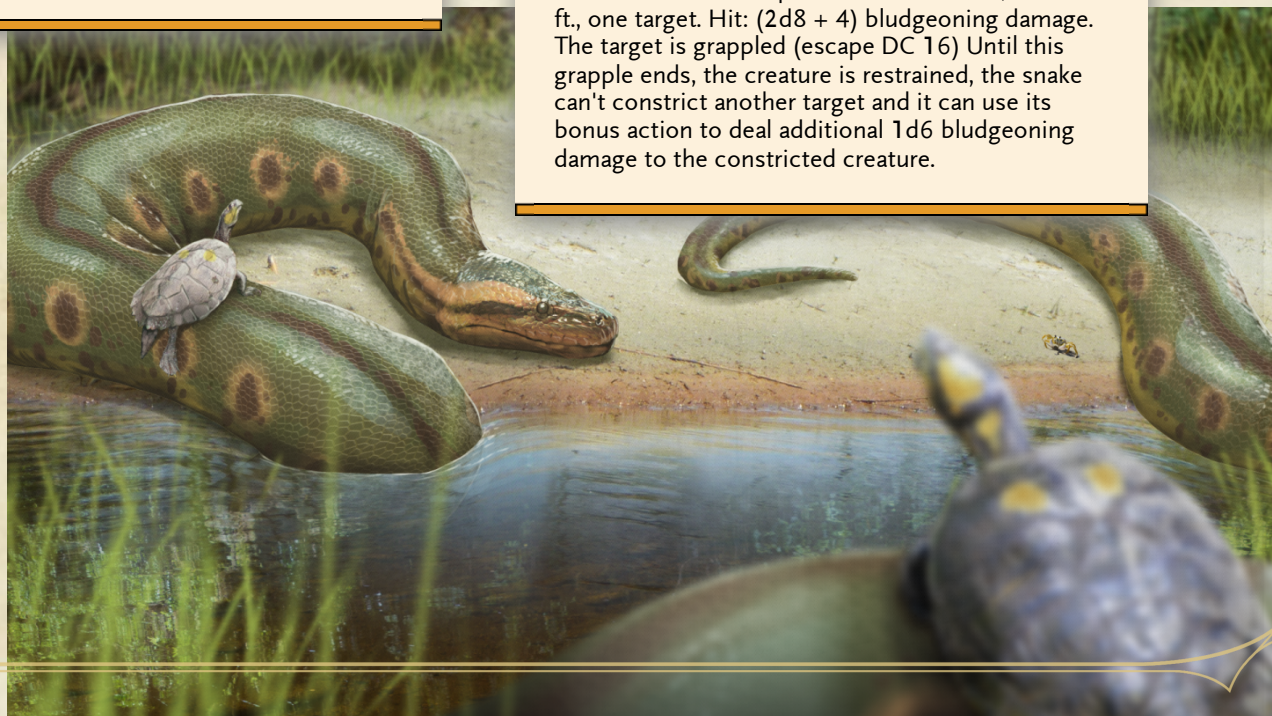 ft., one target. Hit: (2d8 + 4) bludgeoning damage.
The target is grappled (escape DC 16) Until this
grapple ends, the creature is restrained, the snake
can't constrict another target and it can use its
bonus action to deal additional 1d6 bludgeoning
damage to the constricted creature.